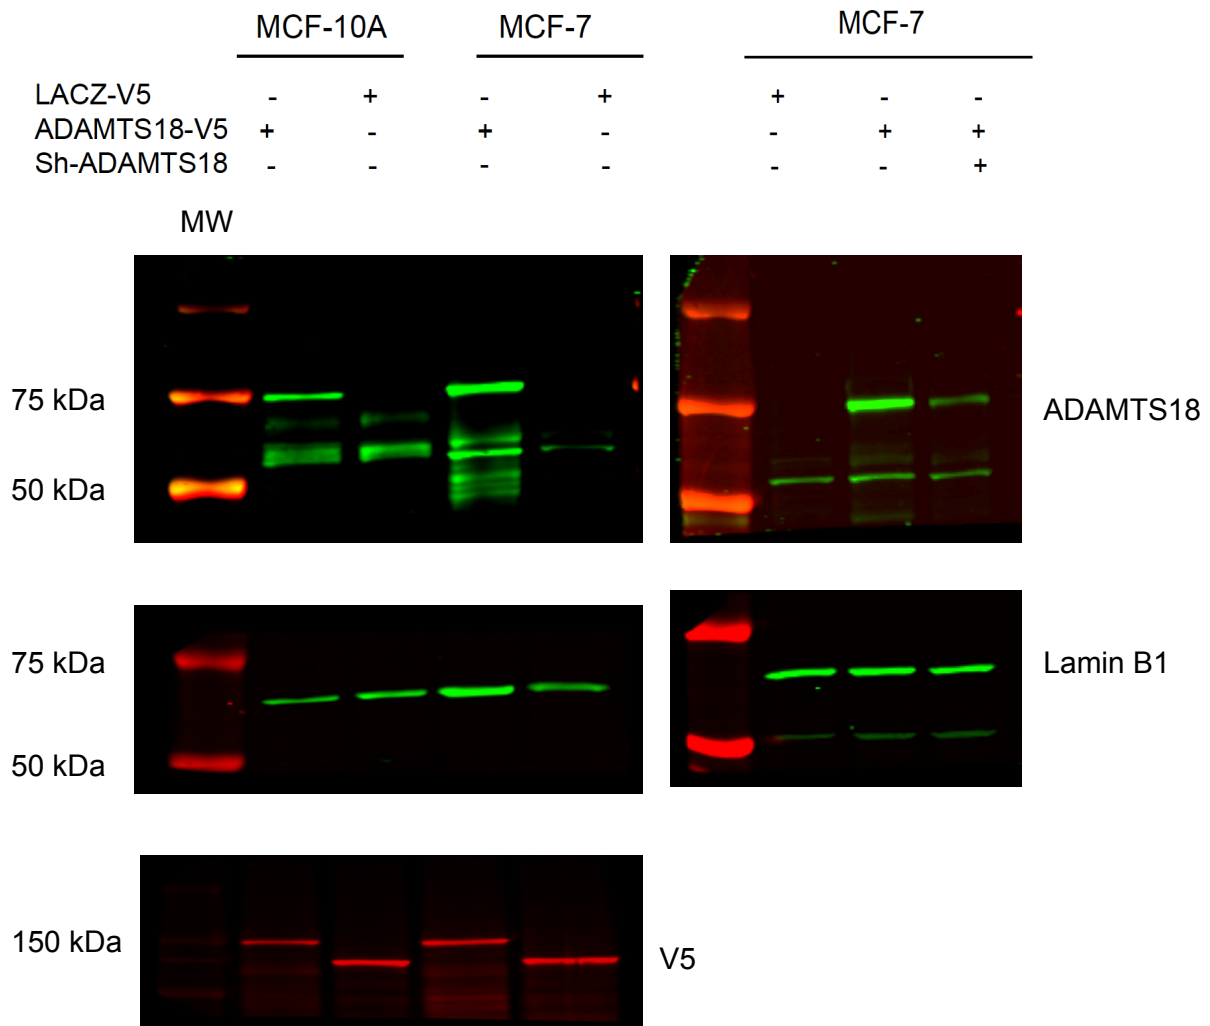 MCF-10A MCF-7 MCF-7
LACZ-V5 - + - + + - -
ADAMTS18-V5 + - + - - + +
Sh-ADAMTS18 - - - - - - +
MW
75 kDa
ADAMTS18
50 kDa
75 kDa
Lamin B1
50 kDa
150 kDa
V5